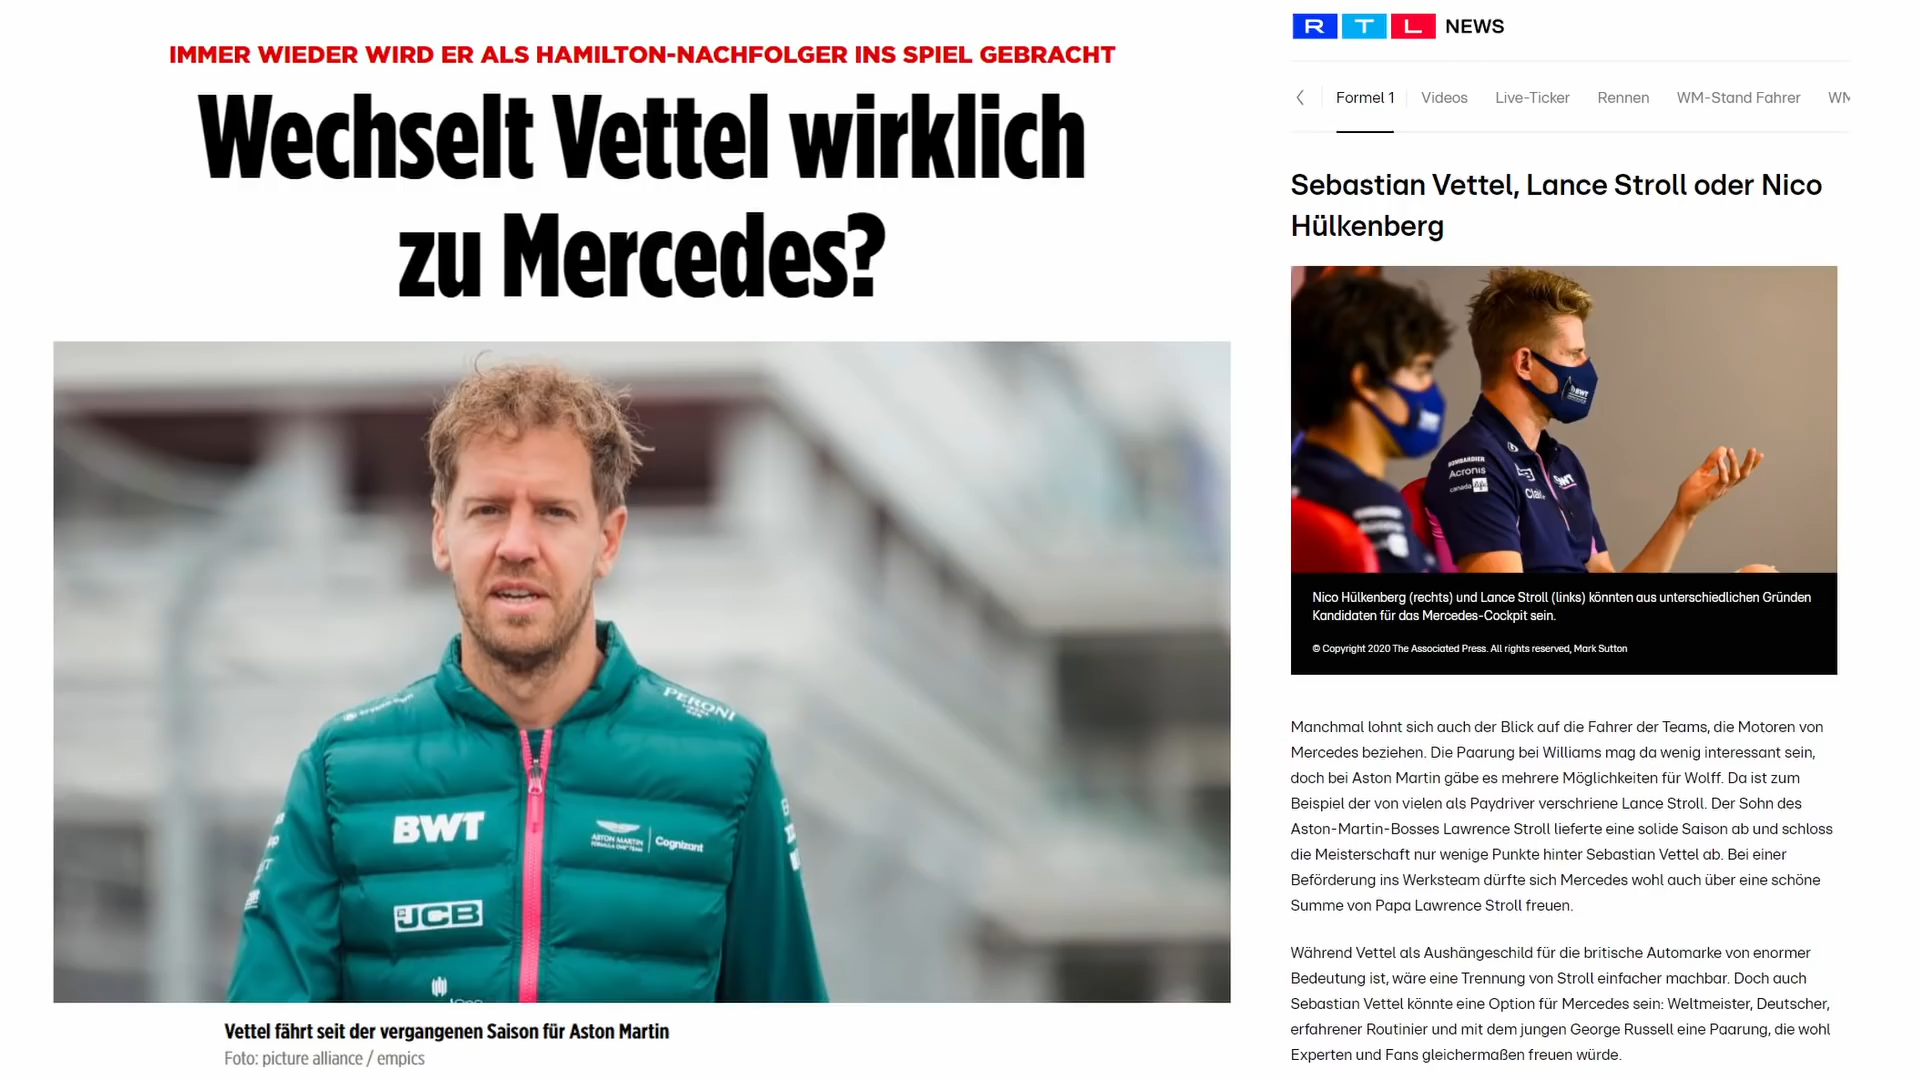 IMMER WIEDER WIRD ER ALS HAMILTON-NACHFOLGER INS SPIEL GEBRACHT
Wechselt Vettel wirklich
zu Mercedes?
PERONI
BWT
ASTON MARTIN
Cognizant
JCB
Vettel fährt seit der vergangenen Saison für Aston Martin
Foto: picture alliance / empics
RTL NEWS
Formel 1 Videos Live-Ticker Rennen WM-Stand Fahrer
Sebastian Vettel, Lance Stroll oder Nico
Hülkenberg
BWT
BOMBARDIER
Acronis
canada life
BWT
Nico Hülkenberg (rechts) und Lance Stroll (links) könnten aus unterschiedlichen Gründen
Kandidaten für das Mercedes-Cockpit sein.
© Copyright 2020 The Associated Press. All rights reserved, Mark Sutton
Manchmal lohnt sich auch der Blick auf die Fahrer der Teams, die Motoren von
Mercedes beziehen. Die Paarung bei Williams mag da wenig interessant sein,
doch bei Aston Martin gäbe es mehrere Möglichkeiten für Wolff. Da ist zum
Beispiel der von vielen als Paydriver verschriene Lance Stroll. Der Sohn des
Aston-Martin-Bosses Lawrence Stroll lieferte eine solide Saison ab und schloss
die Meisterschaft nur wenige Punkte hinter Sebastian Vettel ab. Bei einer
Beförderung ins Werksteam dürfte sich Mercedes wohl auch über eine schöne
Summe von Papa Lawrence Stroll freuen.
Während Vettel als Aushängeschild für die britische Automarke von enormer
Bedeutung ist, wäre eine Trennung von Stroll einfacher machbar. Doch auch
Sebastian Vettel könnte eine Option für Mercedes sein: Weltmeister, Deutscher,
erfahrener Routinier und mit dem jungen George Russell eine Paarung, die wohl
Experten und Fans gleichermaßen freuen würde.